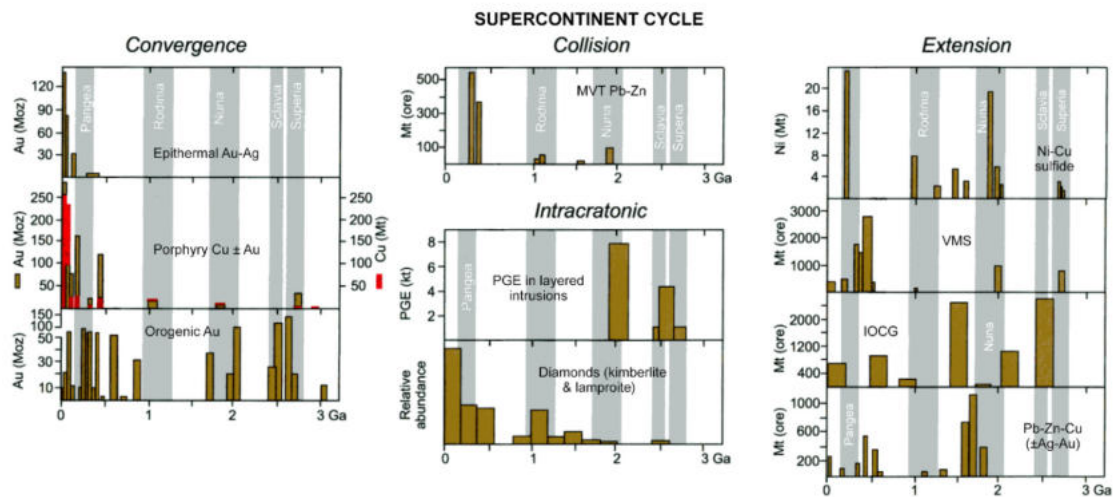 SUPERCONTINENT CYCLE
Convergence
Au (Moz)
120
90
60
30
Pangea
Rodinia
Nuna
Sclavia
Superia
Epithermal Au-Ag
Au (Moz)
250
200
150
100
50
Porphyry Cu ± Au
250
200
150
100
50
Cu (Mt)
Au (Moz)
150
100
50
30
10
Orogenic Au
0
1
2
3 Ga
Collision
Mt (ore)
500
300
100
MVT Pb-Zn
Rodinia
Nuna
Sclavia
Superia
0
1
2
3 Ga
Intracratonic
PGE (kt)
8
6
4
2
Pangea
PGE in layered
intrusions
Relative
abundance
Diamonds (kimberlite
& lamproite)
0
1
2
3 Ga
Extension
Ni (Mt)
20
16
12
8
4
Rodinia
Nuna
Sclavia
Superia
Ni-Cu
sulfide
Mt (ore)
3000
2000
1000
VMS
Mt (ore)
2000
1200
400
IOCG
Nuna
Mt (ore)
1000
600
200
Pangea
Pb-Zn-Cu
(±Ag-Au)
0
1
2
3 Ga